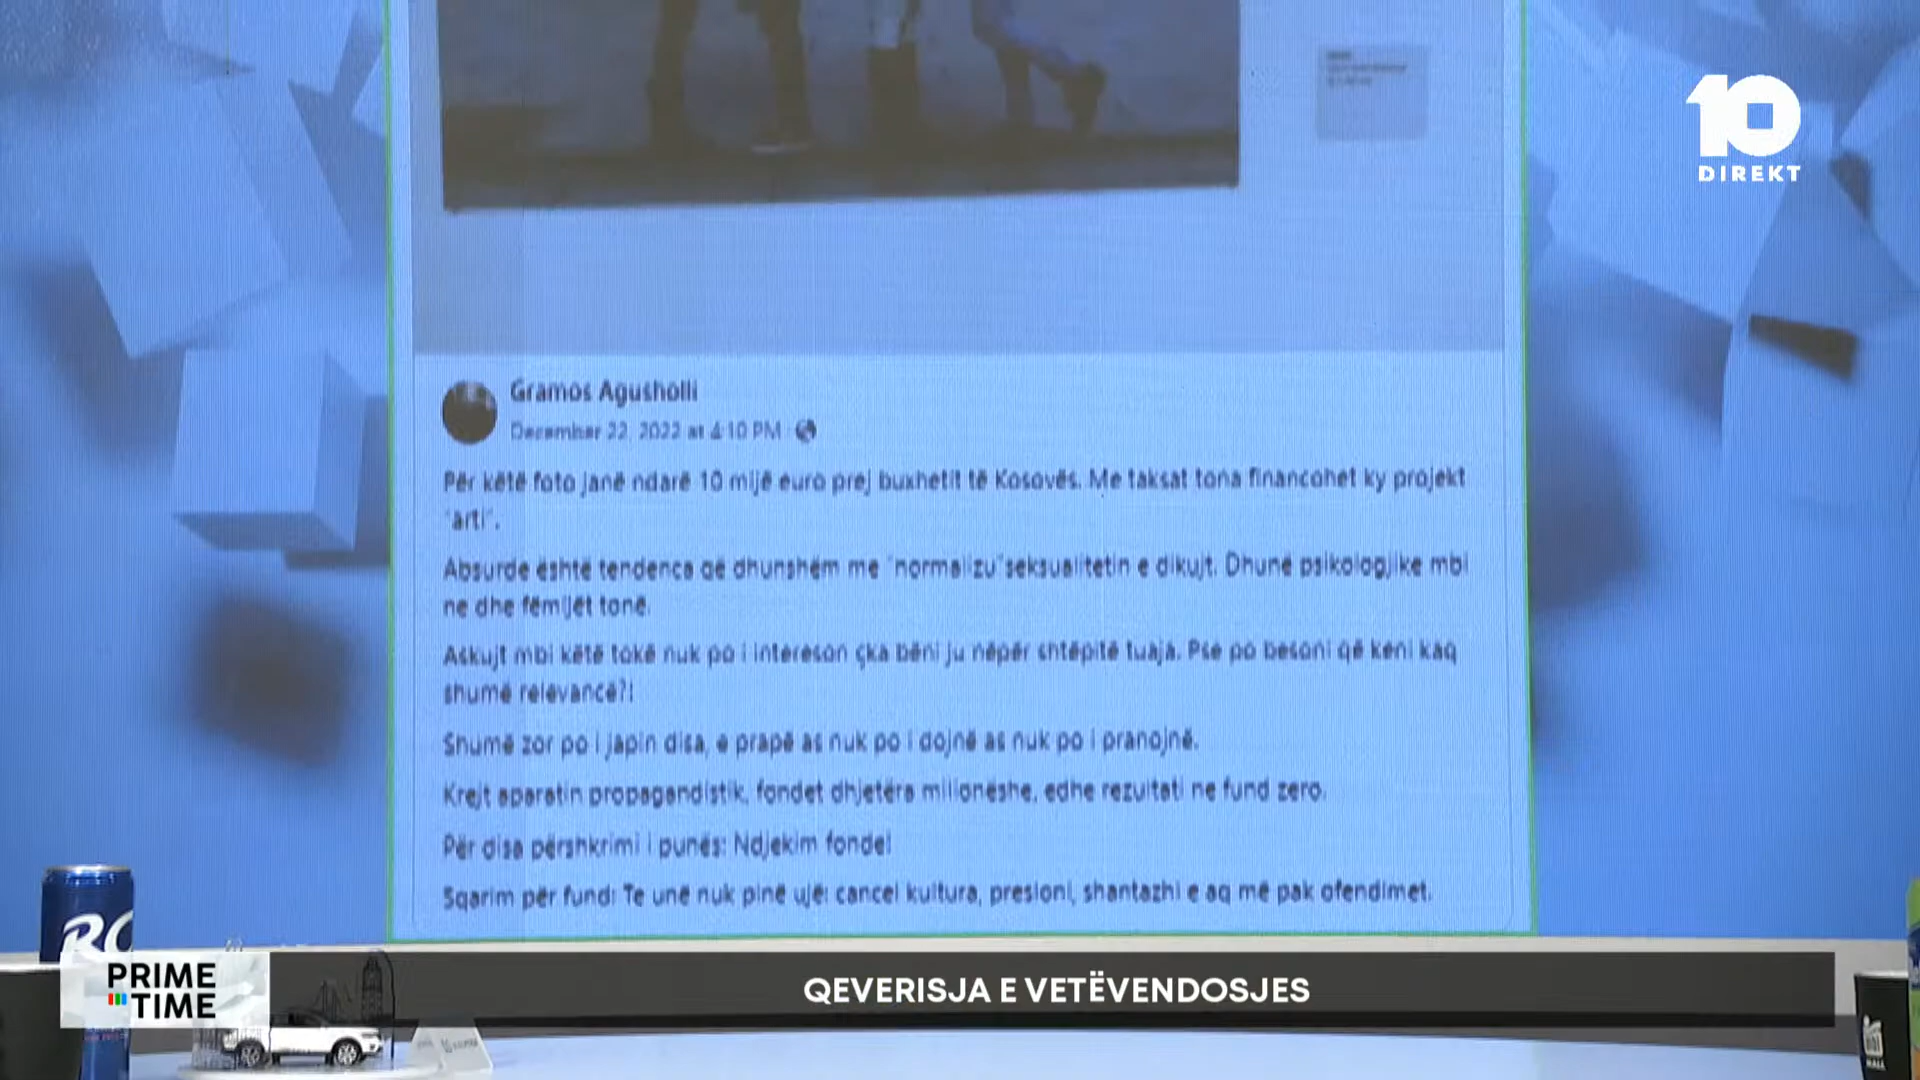 10
DIREKT
Gramos Agusholli
December 22, 2022 at 4:10 PM
Për këtë foto janë ndarë 10 mijë euro prej buxhetit të Kosovës. Me taksat tona financohet ky projekt
"arti".
Absurde është tendenca që dhunshëm me "normalizu"seksualitetin e dikujt. Dhunë psikologjike mbi
ne dhe fëmijët tonë.
Askujt mbi këtë tokë nuk po i intereson çka bëni ju nëpër shtëpitë tuaja. Pse po besoni që keni kaq
shumë relevancë?!
Shumë zor po i japin disa, e prapë as nuk po i dojnë as nuk po i pranojnë.
Krejt aparatin propagandistik, fondet dhjetëra milionëshe, edhe rezultati ne fund zero.
Për disa përshkrimi i punës: Ndjekim fonde!
Sqarim për fund: Te unë nuk pinë ujë: cancel kultura, presioni, shantazhi e aq më pak ofendimet.
PRIME
TIME
QEVERISJA E VETËVENDOSJES